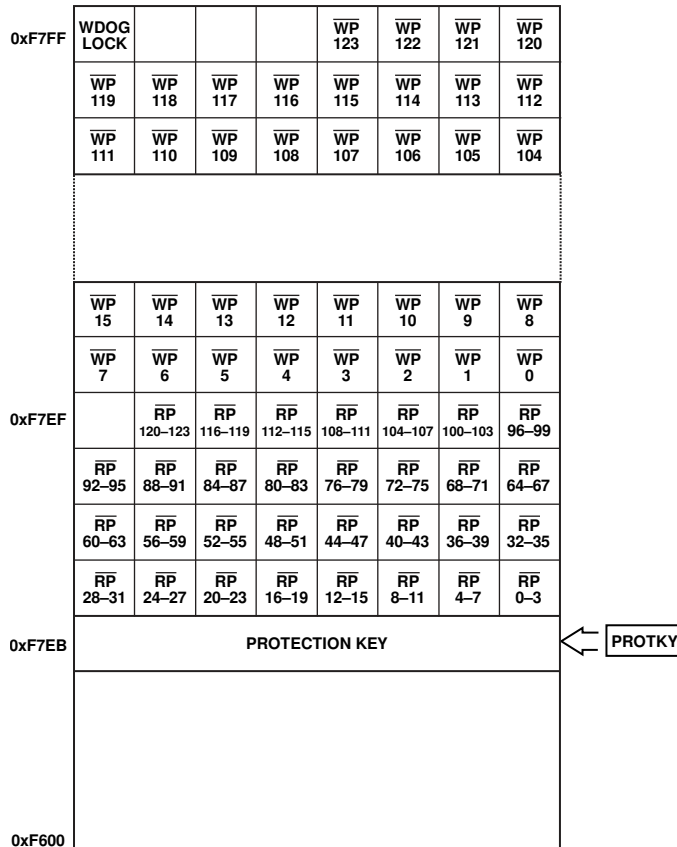 0xF7FF WDOG LOCK WP 123 WP 122 WP 121 WP 120
WP 119 WP 118 WP 117 WP 116 WP 115 WP 114 WP 113 WP 112
WP 111 WP 110 WP 109 WP 108 WP 107 WP 106 WP 105 WP 104
WP 15 WP 14 WP 13 WP 12 WP 11 WP 10 WP 9 WP 8
WP 7 WP 6 WP 5 WP 4 WP 3 WP 2 WP 1 WP 0
0xF7EF RP 120–123 RP 116–119 RP 112–115 RP 108–111 RP 104–107 RP 100–103 RP 96–99
RP 92–95 RP 88–91 RP 84–87 RP 80–83 RP 76–79 RP 72–75 RP 68–71 RP 64–67
RP 60–63 RP 56–59 RP 52–55 RP 48–51 RP 44–47 RP 40–43 RP 36–39 RP 32–35
RP 28–31 RP 24–27 RP 20–23 RP 16–19 RP 12–15 RP 8–11 RP 4–7 RP 0–3
0xF7EB PROTECTION KEY PROTKY
0xF600